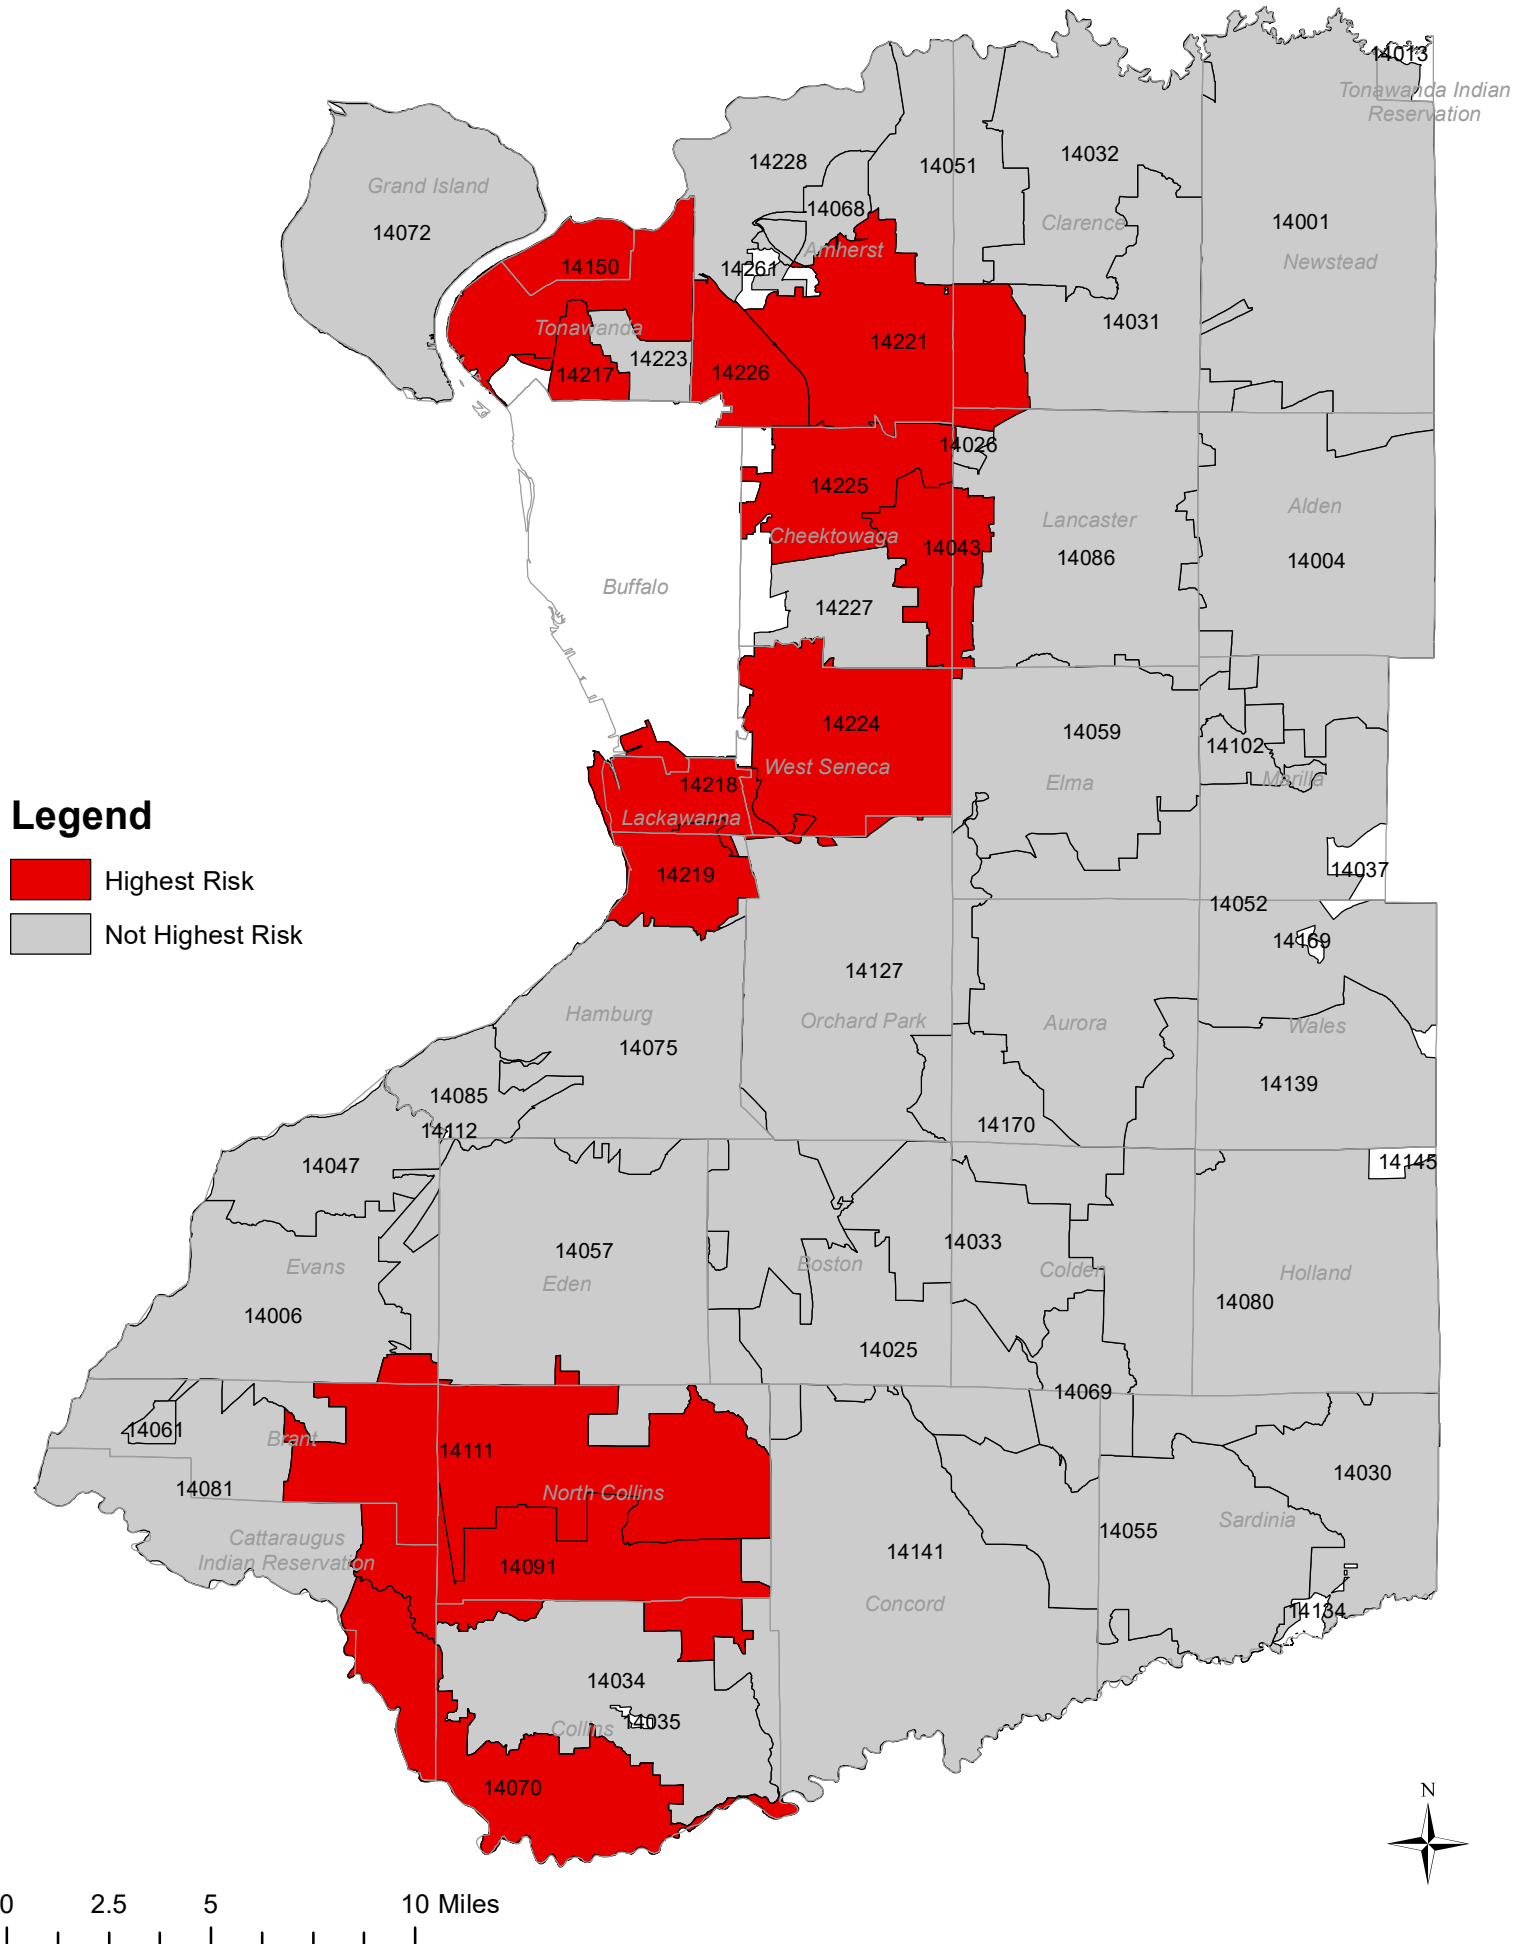 14013
Tonawanda Indian
Reservation
14032
14228
14051
Grand Island
14072
14068
Clarence
14001
Amherst
Newstead
14150
14261
14031
Tonawanda
14223
14221
14217
14226
14026
14225
Alden
Lancaster
Cheektowaga
14043
14086
14004
Buffalo
14227
14224
14059
14102
West Seneca
Marilla
Elma
14218
Legend
Lackawanna
Highest Risk
14219
14037
14052
Not Highest Risk
14169
14127
Hamburg
Orchard Park
Aurora
Wales
14075
14139
14085
14170
14112
14047
14145
14033
14057
Evans
Boston
Colden
Holland
Eden
14080
14006
14025
14069
14061
Brant
14111
14030
14081
North Collins
Sardinia
14055
Cattaraugus
Indian Reservation
14141
14091
Concord
14134
14034
14035
Collins
14070
N
0 2.5 5 10 Miles